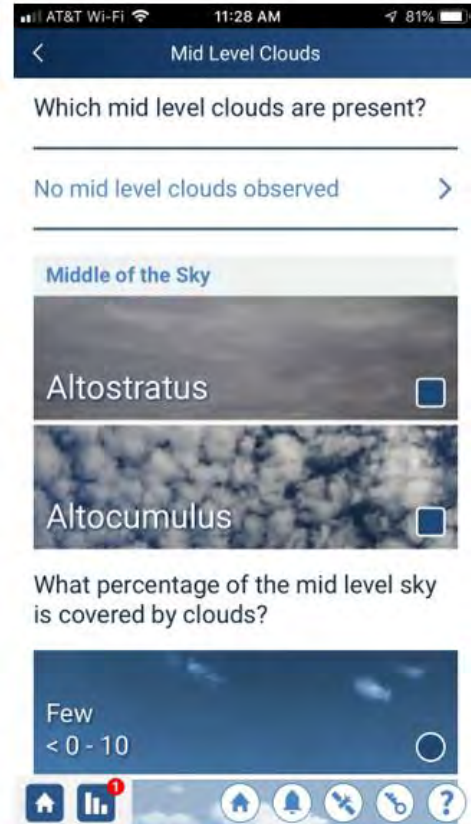 AT&T Wi-Fi 11:28 AM 81%
Mid Level Clouds
Which mid level clouds are present?
No mid level clouds observed
Middle of the Sky
Altostratus
Altocumulus
What percentage of the mid level sky
is covered by clouds?
Few
< 0 - 10
1
?